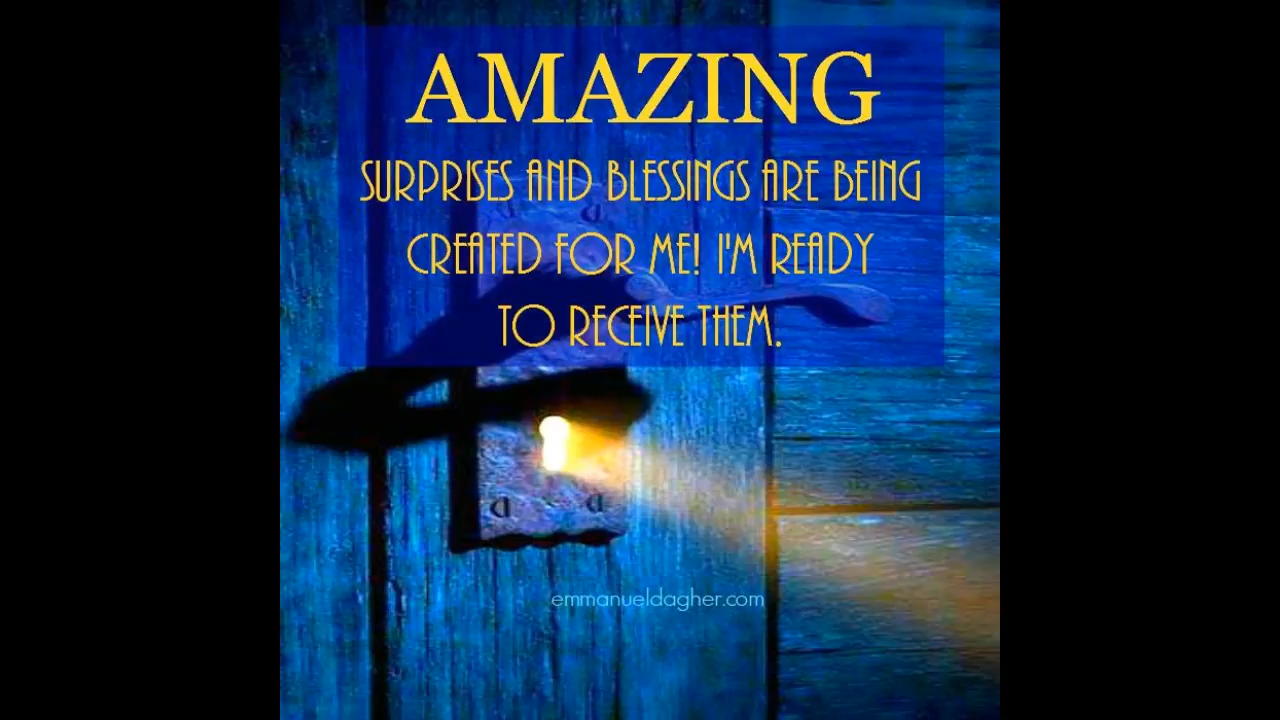 AMAZING
SURPRISES AND BLESSINGS ARE BEING
CREATED FOR ME! I'M READY
TO RECEIVE THEM.
emmanueldagher.com